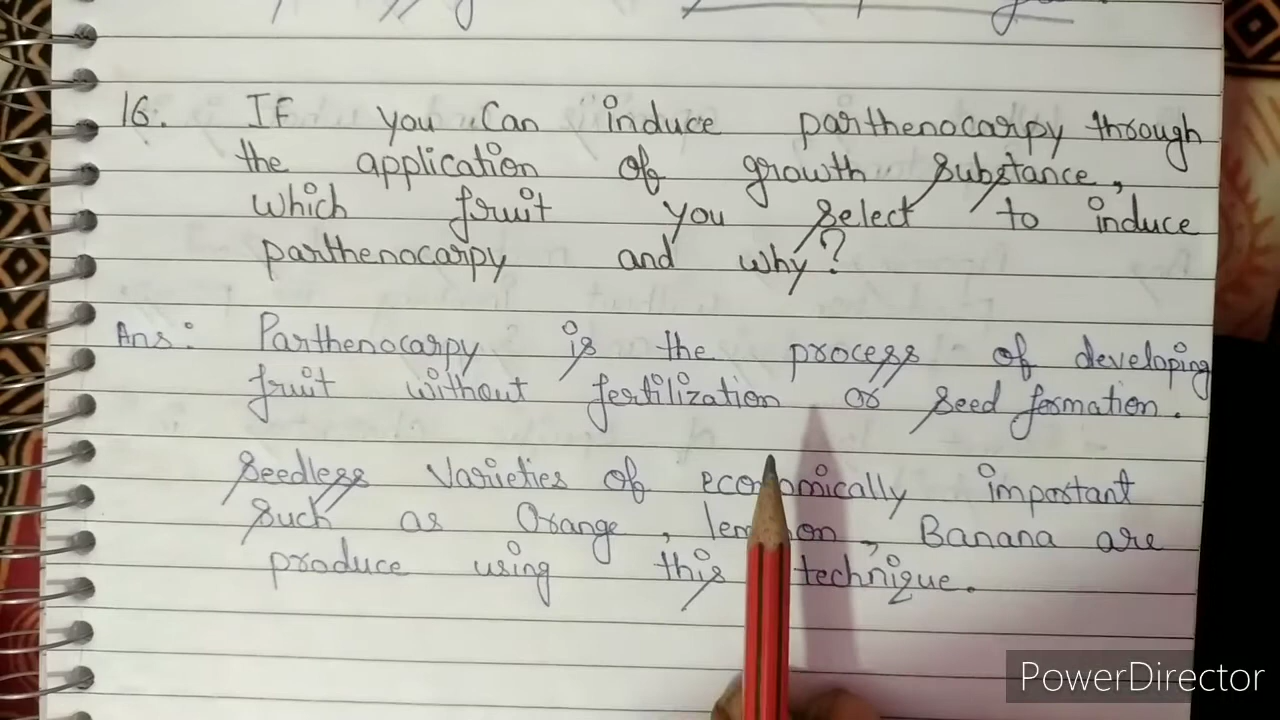 16. IF you Can induce parthenocarpy through
the application of growth substance,
which fruit you select to induce
parthenocarpy and why?
Ans: Parthenocarpy is the process of developing
fruit without fertilization or seed formation.
Seedless Varieties of economically important
such as Orange, lemon, Banana are
produce using this technique.
PowerDirector